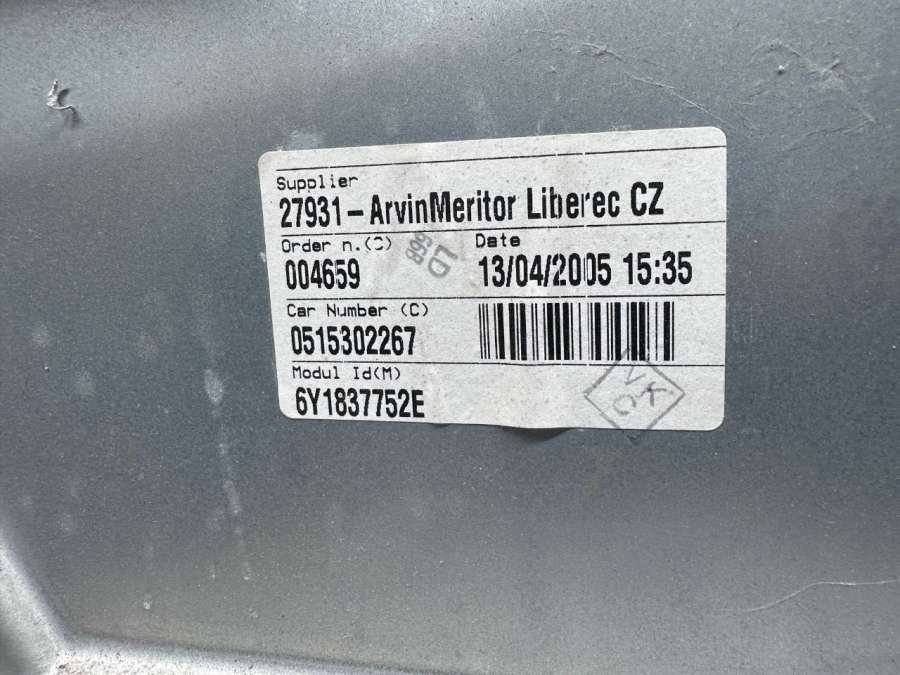 Supplier
27931-ArvinMeritor Liberec CZ
Order n.(C) Date
004659 13/04/2005 15:35
Car Number (C)
0515302267
Modul Id(M)
6Y1837752E